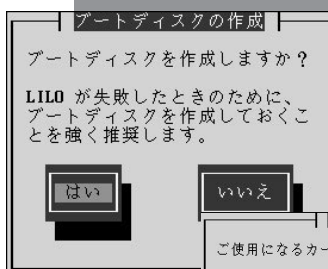 ブートディスクの作成
ブートディスクを作成しますか?
LILO が失敗したときのために、
ブートディスクを作成しておくこ
とを強く推奨します。
はい
いいえ
ご使用になるカー